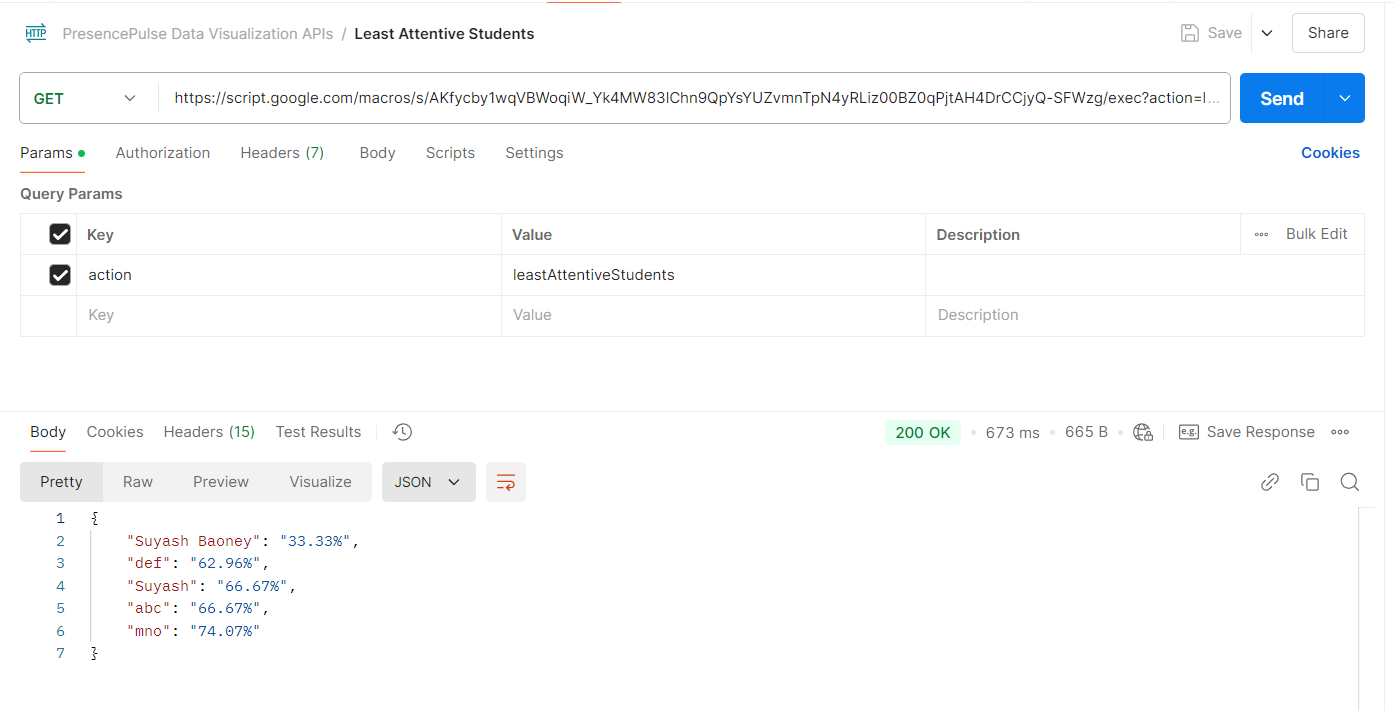 HTTP PresencePulse Data Visualization APIs / Least Attentive Students Save Share
GET https://script.google.com/macros/s/AKfycby1wqVBWoqiW_Yk4MW83lChn9QpYsYUZvmnTpN4yRLiz00BZ0qPjtAH4DrCCjyQ-SFWzg/exec?action=l... Send
Params Authorization Headers (7) Body Scripts Settings Cookies
Query Params
Key Value Description Bulk Edit
action leastAttentiveStudents
Key Value Description
Body Cookies Headers (15) Test Results 200 OK • 673 ms • 665 B • e.g. Save Response
Pretty Raw Preview Visualize JSON
1 {
2 "Suyash Baoney": "33.33%",
3 "def": "62.96%",
4 "Suyash": "66.67%",
5 "abc": "66.67%",
6 "mno": "74.07%"
7 }